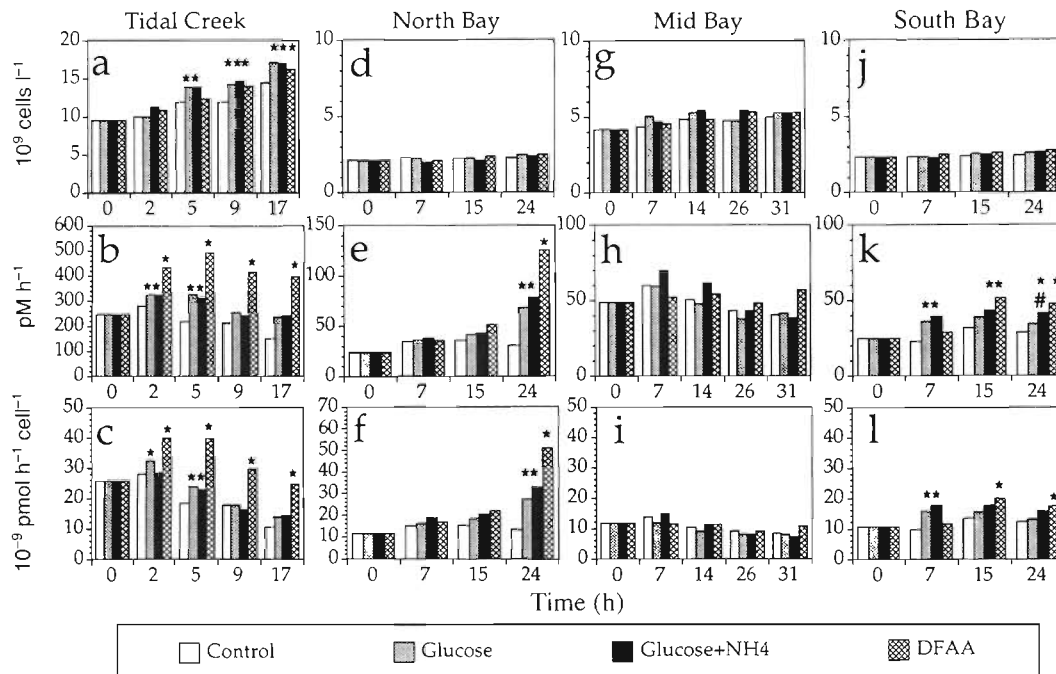 Tidal Creek North Bay Mid Bay South Bay
10⁹ cells l⁻¹
20 15 10 5 0
a
** *** ***
0 2 5 9 17
10 5 0
d
0 7 15 24
10 5 0
g
0 7 14 26 31
10 5 0
j
0 7 15 24
pM h⁻¹
600 500 400 300 200 100 0
b
** * ** * * *
0 2 5 9 17
150 125 100 75 50 25 0
e
** *
0 7 15 24
100 50 0
h
0 7 14 26 31
100 50 0
k
** ** * * #
0 7 15 24
10⁻⁹ pmol h⁻¹ cell⁻¹
50 40 30 20 10 0
c
* * ** * * *
0 2 5 9 17
70 60 50 40 30 20 10 0
f
** *
0 7 15 24
50 40 30 20 10 0
i
0 7 14 26 31
50 40 30 20 10 0
l
** * *
0 7 15 24
Time (h)
Control Glucose Glucose+NH4 DFAA